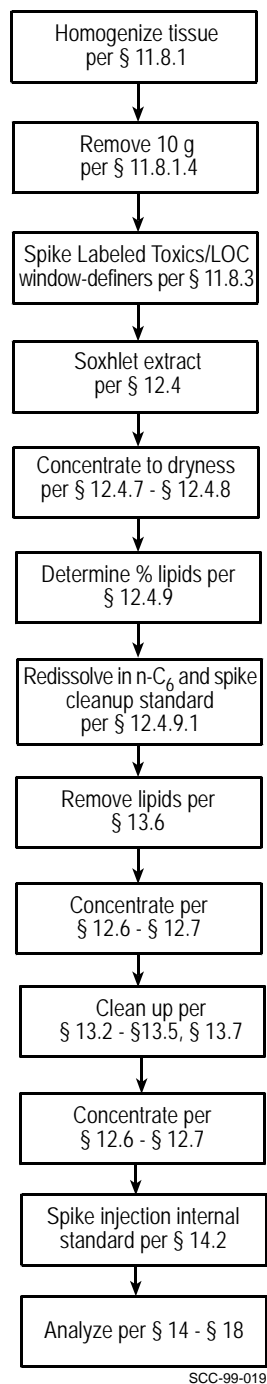 Homogenize tissue
per § 11.8.1
Remove 10 g
per § 11.8.1.4
Spike Labeled Toxics/LOC
window-definers per § 11.8.3
Soxhlet extract
per § 12.4
Concentrate to dryness
per § 12.4.7 - § 12.4.8
Determine % lipids per
§ 12.4.9
Redissolve in n-C₆ and spike
cleanup standard
per § 12.4.9.1
Remove lipids per
§ 13.6
Concentrate per
§ 12.6 - § 12.7
Clean up per
§ 13.2 - §13.5, § 13.7
Concentrate per
§ 12.6 - § 12.7
Spike injection internal
standard per § 14.2
Analyze per § 14 - § 18
SCC-99-019